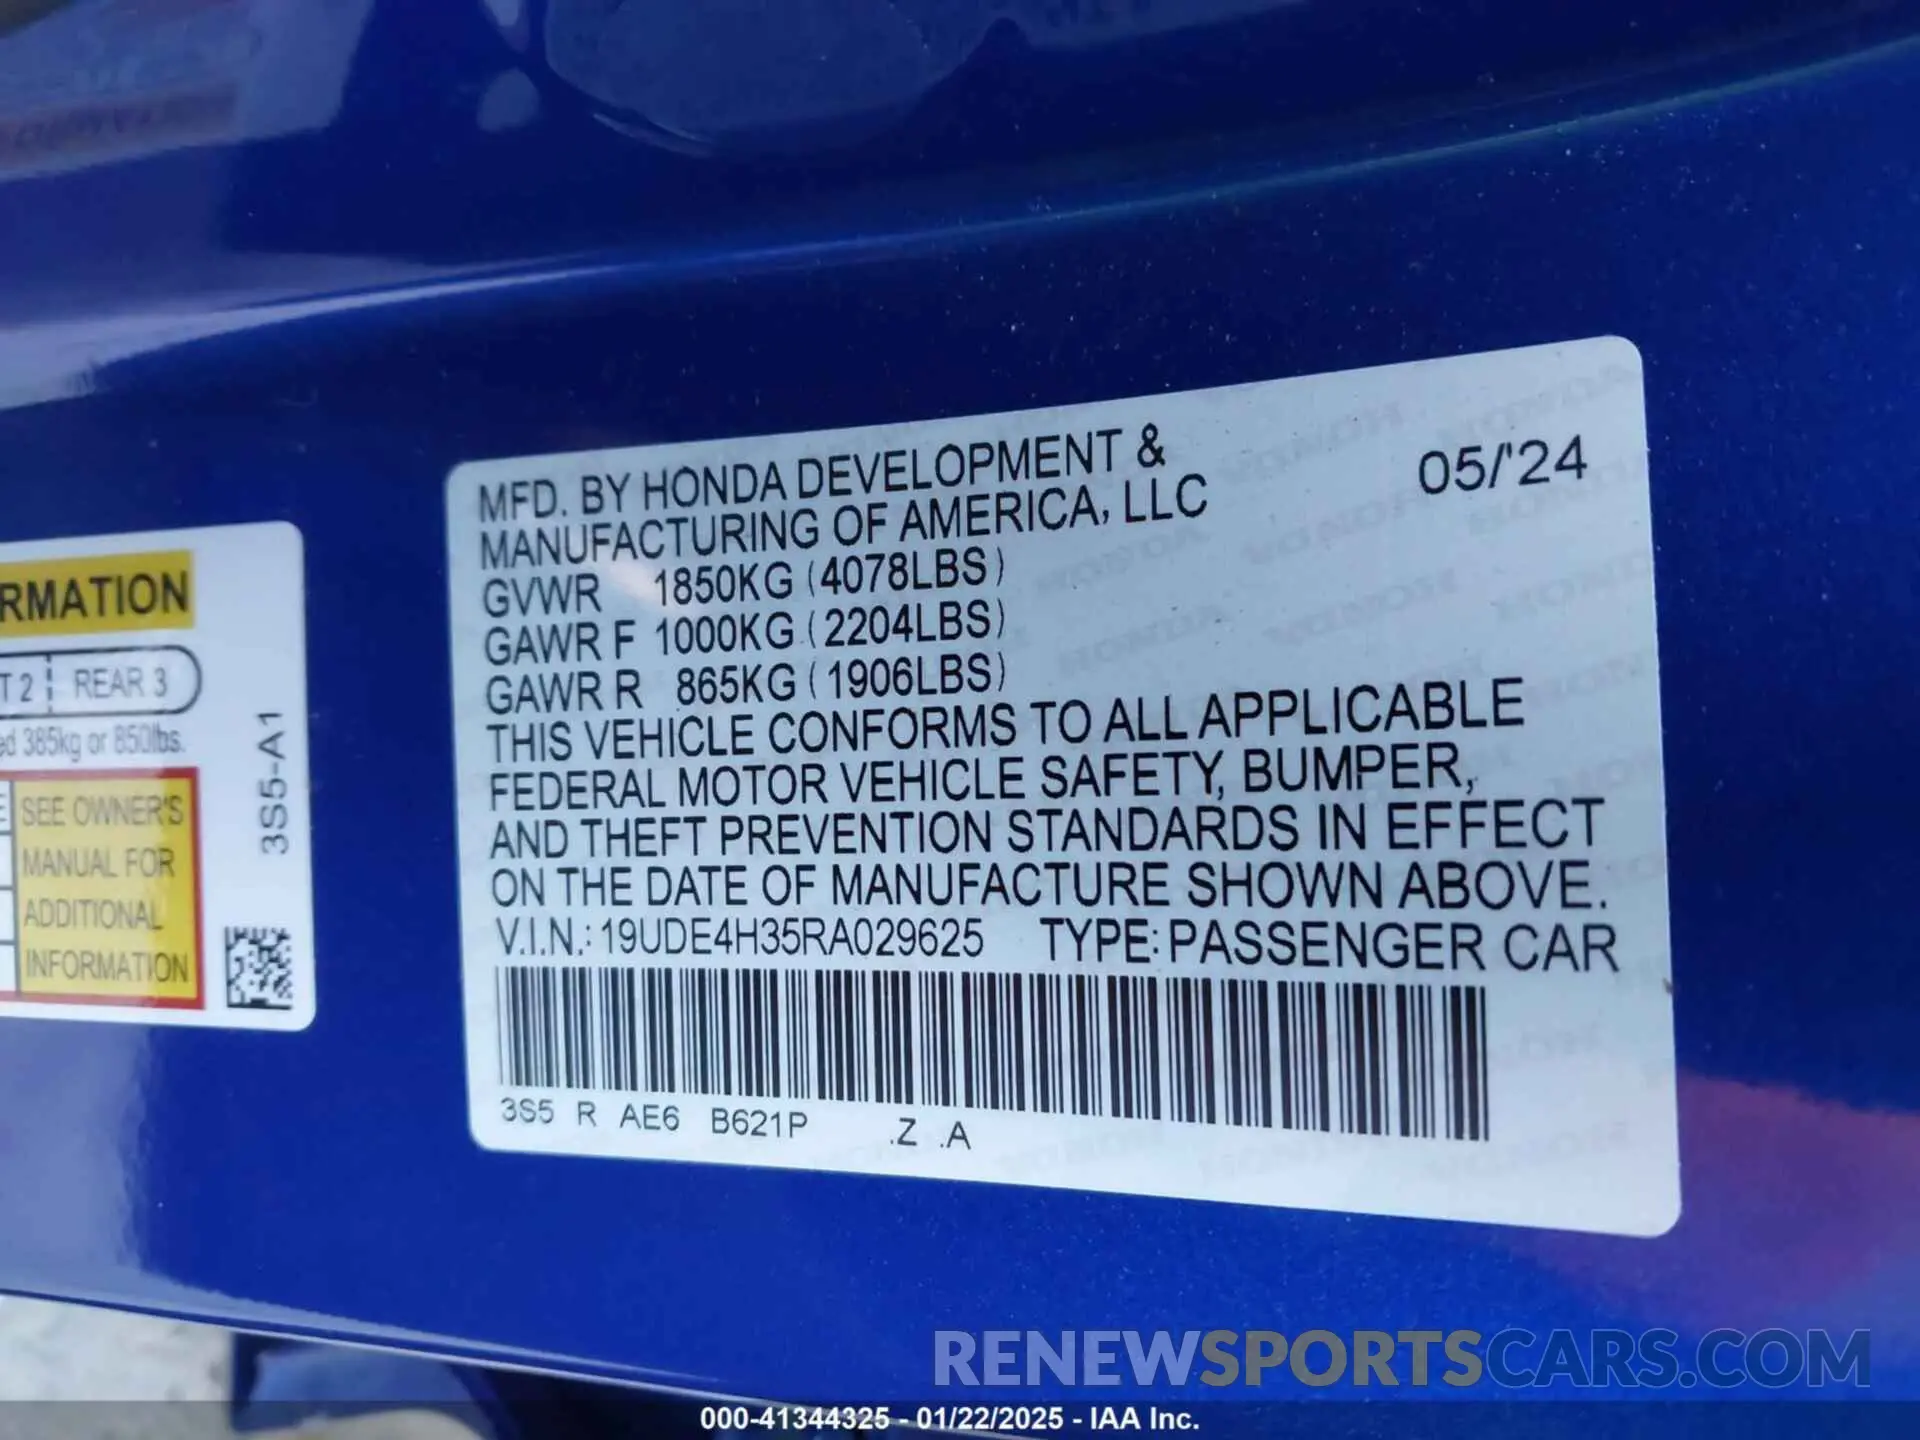 RMATION
T 2 REAR 3
ed 385kg or 850lbs.
SEE OWNER'S
MANUAL FOR
ADDITIONAL
INFORMATION
3S5-A1
MFD. BY HONDA DEVELOPMENT &
MANUFACTURING OF AMERICA, LLC
05/'24
GVWR 1850KG (4078LBS)
GAWR F 1000KG (2204LBS)
GAWR R 865KG (1906LBS)
THIS VEHICLE CONFORMS TO ALL APPLICABLE
FEDERAL MOTOR VEHICLE SAFETY, BUMPER,
AND THEFT PREVENTION STANDARDS IN EFFECT
ON THE DATE OF MANUFACTURE SHOWN ABOVE.
V.I.N.: 19UDE4H35RA029625 TYPE: PASSENGER CAR
3S5 R AE6 B621P .Z .A
RENEWSPORTSCARS.COM
000-41344325 - 01/22/2025 - IAA Inc.